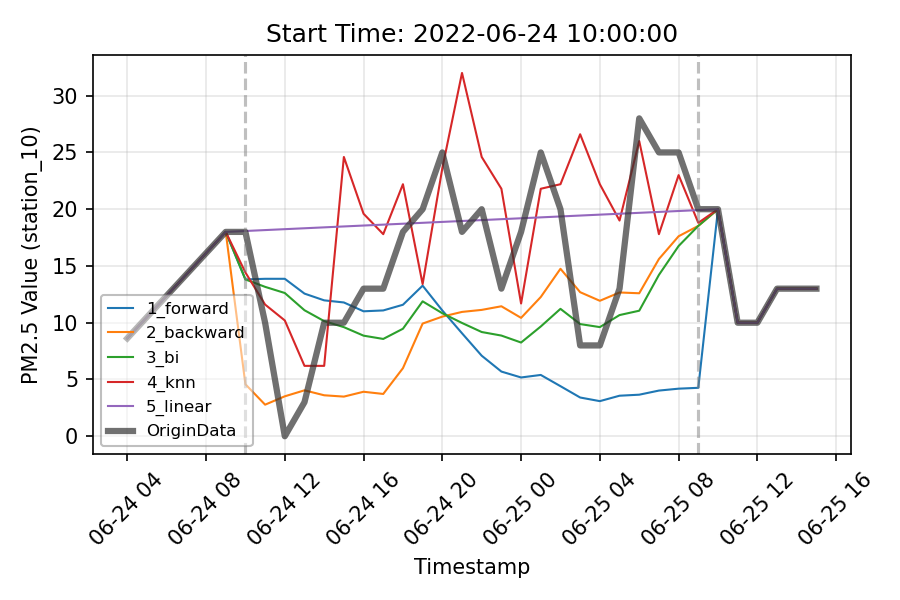 Start Time: 2022-06-24 10:00:00
PM2.5 Value (station_10)
30
25
20
15
10
5
0
1_forward
2_backward
3_bi
4_knn
5_linear
OriginData
06-24 04
06-24 08
06-24 12
06-24 16
06-24 20
06-25 00
06-25 04
06-25 08
06-25 12
06-25 16
Timestamp